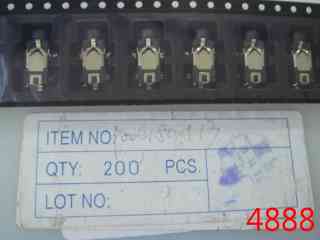 ITEM NO:
QTY: 200 PCS.
LOT NO:
4888